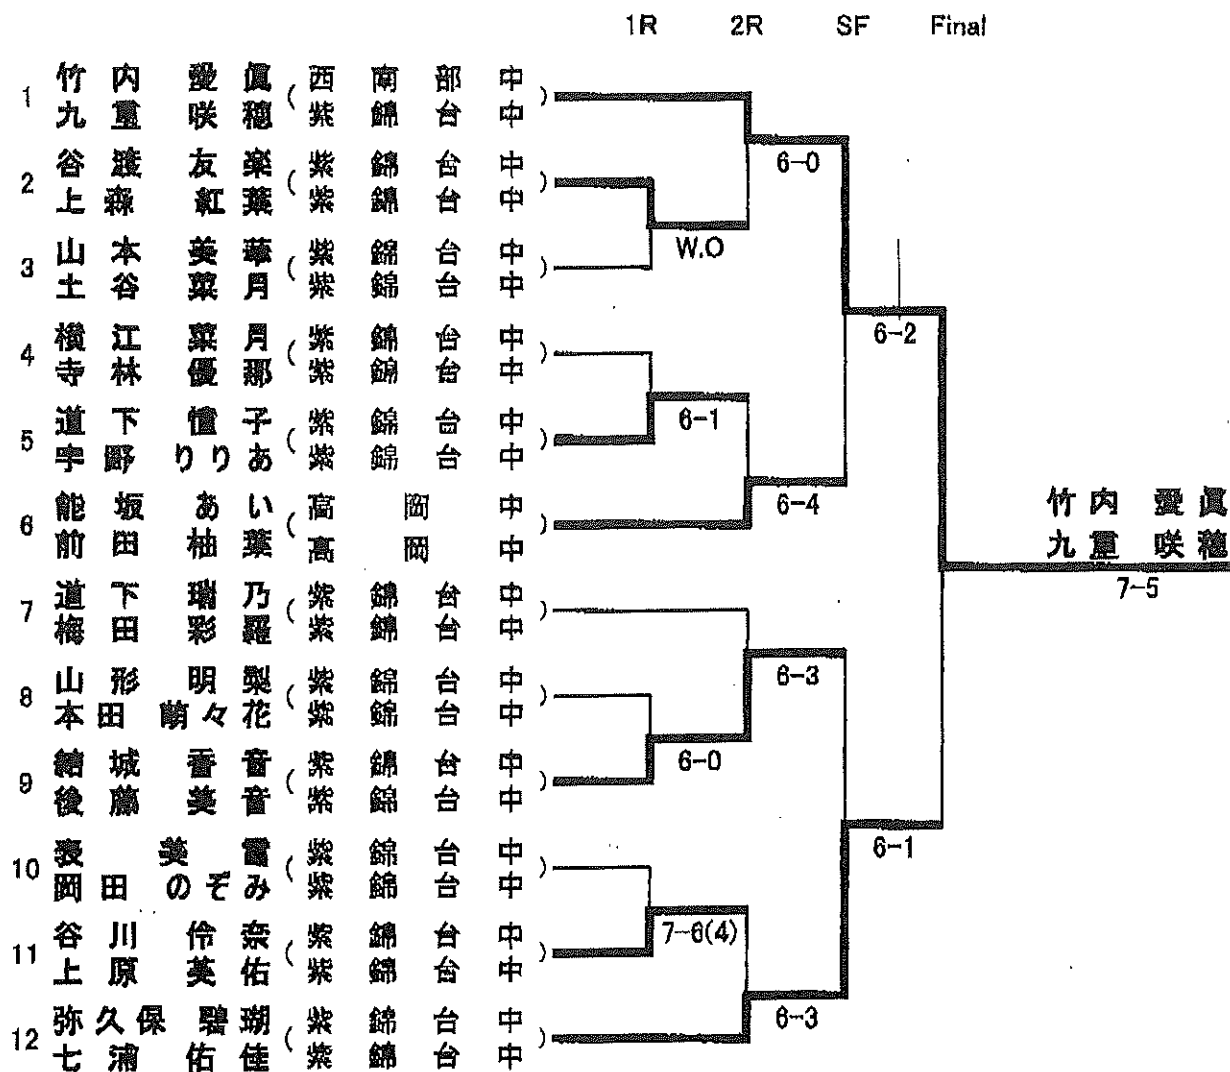 1R 2R SF Final
1 竹内 愛眞 (西南部中)
九重 咲穂 紫錦台中
2 谷渡 友楽 (紫錦台中)
上森 紅葉 紫錦台中
3 山本 美華 (紫錦台中)
土谷 菜月 紫錦台中
4 横江 菜月 (紫錦台中)
寺林 優那 紫錦台中
5 道下 憧子 (紫錦台中)
宇野 りりあ 紫錦台中
6 能坂 あい (高岡中)
前田 柚葉 高岡中
7 道下 瑞乃 (紫錦台中)
梅田 彩羅 紫錦台中
8 山形 明梨 (紫錦台中)
本田 萌々花 紫錦台中
9 結城 香音 (紫錦台中)
後藤 美音 紫錦台中
10 美 (紫錦台中)
岡田 のぞみ 紫錦台中
11 谷川 伶奈 (紫錦台中)
上原 英佑 紫錦台中
12 弥久保 瑚 (紫錦台中)
七浦 佑佳 紫錦台中
6-0
W.O
6-2
6-1
6-4
竹内 愛眞
九重 咲穂
7-5
6-3
6-0
6-1
7-6(4)
6-3